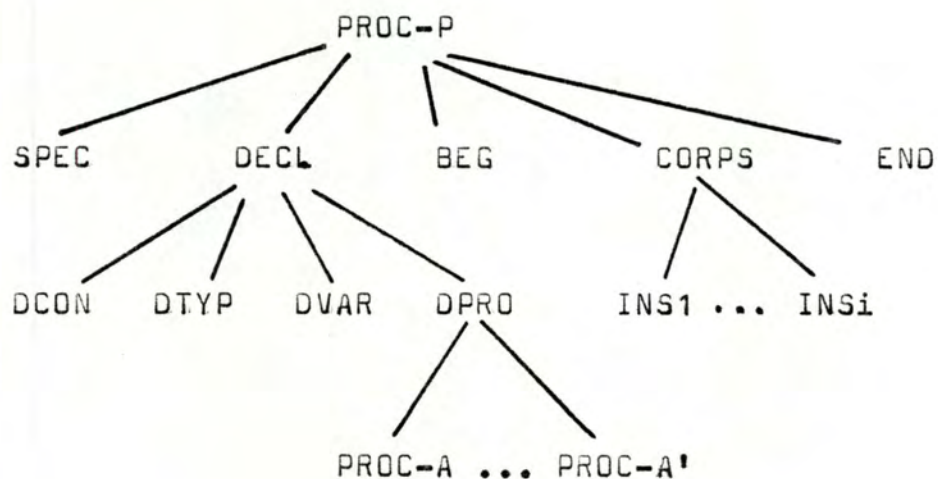 PROC-P
SPEC DECL BEG CORPS END
DCON DTYP DVAR DPRO INS1 ... INSi
PROC-A ... PROC-A'